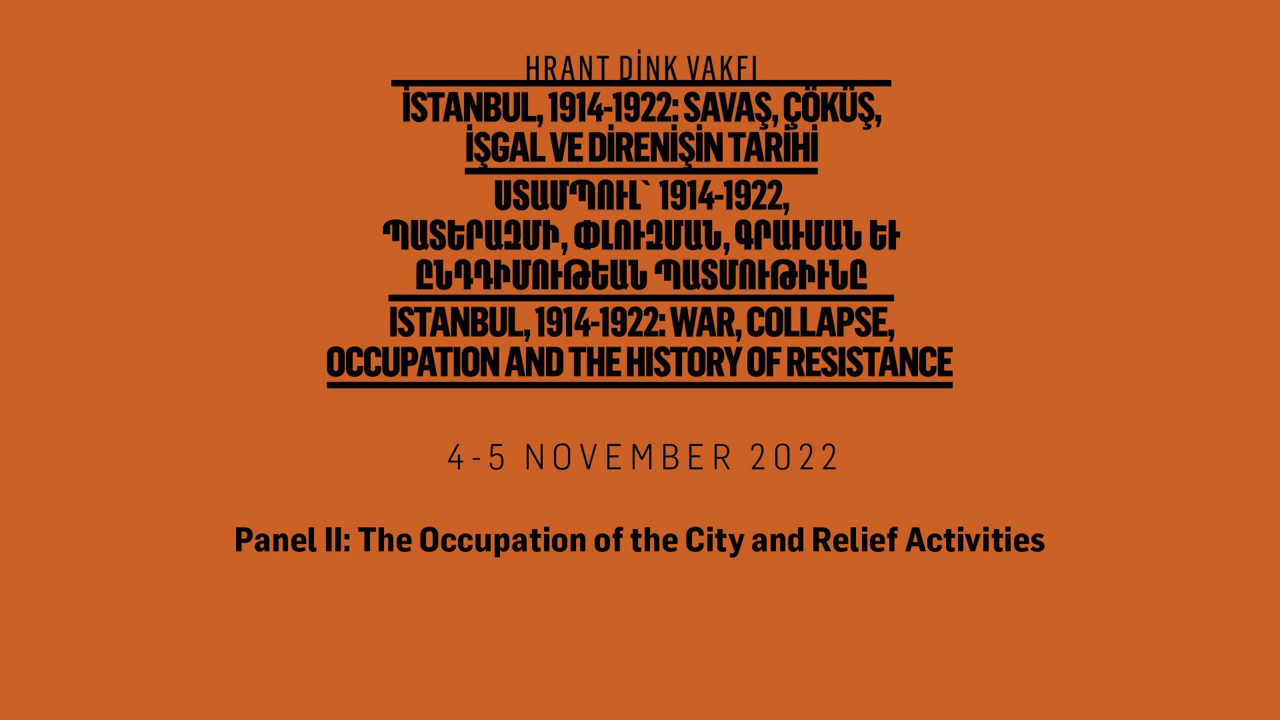 HRANT DİNK VAKFI
İSTANBUL, 1914-1922: SAVAŞ, ÇÖKÜŞ,
İŞGAL VE DİRENİŞİN TARİHİ
ՍՏԱՄՊՈՒԼ՝ 1914-1922,
ՊԱՏԵՐԱԶՄԻ, ՓԼՈՒԶՄԱՆ, ԳՐԱՒՄԱՆ ԵՒ
ԸՆԴԴԻՄՈՒԹԵԱՆ ՊԱՏՄՈՒԹԻՒՆԸ
ISTANBUL, 1914-1922: WAR, COLLAPSE,
OCCUPATION AND THE HISTORY OF RESISTANCE
4-5 NOVEMBER 2022
Panel II: The Occupation of the City and Relief Activities